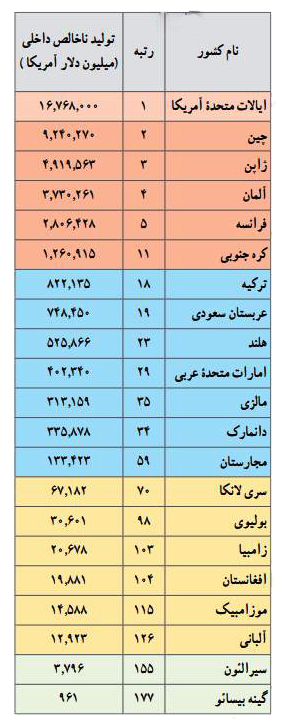 نام کشور رتبه تولید ناخالص داخلی (میلیون دلار آمریکا )
ایالات متحدهٔ آمریکا ۱ ۱۶,۷۶۸,۰۰۰
چین ۲ ۹,۲۴۰,۲۷۰
ژاپن ۳ ۴,۹۱۹,۵۶۳
آلمان ۴ ۳,۷۳۰,۲۶۱
فرانسه ۵ ۲,۸۰۶,۴۲۸
کره جنوبی ۱۱ ۱,۲۶۰,۹۱۵
ترکیه ۱۸ ۸۲۲,۱۳۵
عربستان سعودی ۱۹ ۷۴۸,۴۵۰
هلند ۲۳ ۵۲۵,۸۶۶
امارات متحدهٔ عربی ۲۹ ۴۰۲,۳۴۰
مالزی ۳۵ ۳۱۳,۱۵۹
دانمارک ۳۴ ۳۳۵,۸۷۸
مجارستان ۵۹ ۱۳۳,۴۲۳
سری لانکا ۷۰ ۶۷,۱۸۲
بولیوی ۹۸ ۳۰,۶۰۱
زامبیا ۱۰۳ ۲۰,۶۷۸
افغانستان ۱۰۴ ۱۹,۸۸۱
موزامبیک ۱۱۵ ۱۴,۵۸۸
آلبانی ۱۲۶ ۱۲,۹۲۳
سیرالئون ۱۵۵ ۳,۷۹۶
گینه بیسائو ۱۷۷ ۹۶۱